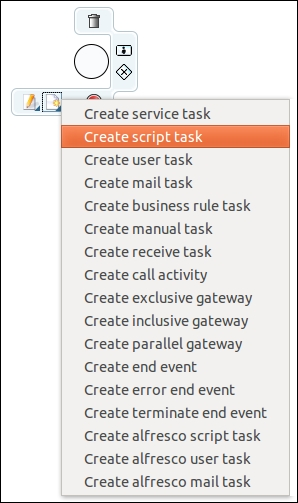 Create service task
Create script task
Create user task
Create mail task
Create business rule task
Create manual task
Create receive task
Create call activity
Create exclusive gateway
Create inclusive gateway
Create parallel gateway
Create end event
Create error end event
Create terminate end event
Create alfresco script task
Create alfresco user task
Create alfresco mail task